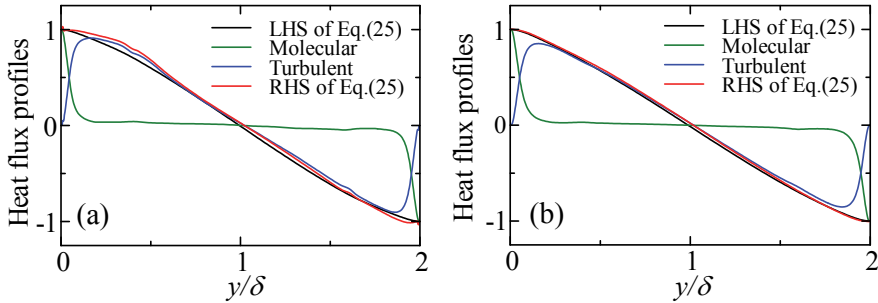 LHS of Eq.(25)
Molecular
Turbulent
RHS of Eq.(25)
Heat flux profiles
1
0
-1
(a)
0
1
2
y/δ
LHS of Eq.(25)
Molecular
Turbulent
RHS of Eq.(25)
Heat flux profiles
1
0
-1
(b)
0
1
2
y/δ